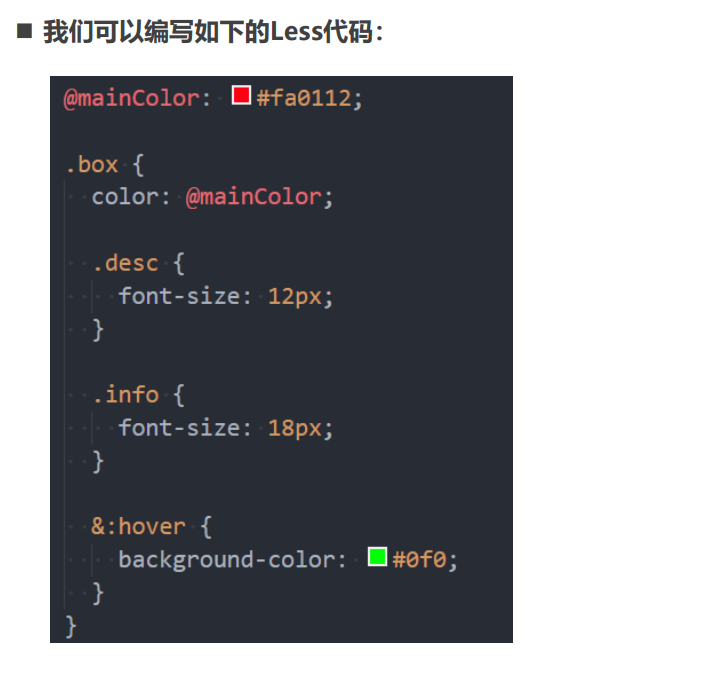 ■ 我们可以编写如下的Less代码：
@mainColor: #fa0112;
.box {
  color: @mainColor;
  .desc {
    font-size: 12px;
  }
  .info {
    font-size: 18px;
  }
  &:hover {
    background-color: #0f0;
  }
}